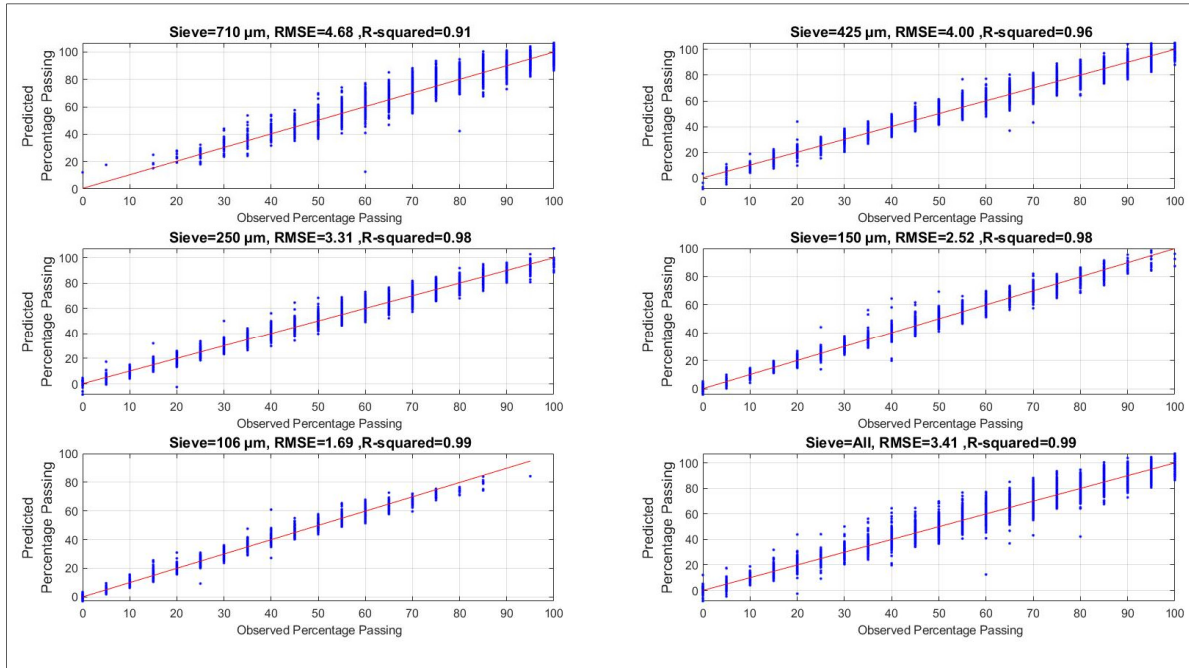 Sieve=710 µm, RMSE=4.68 ,R-squared=0.91
Predicted
Percentage Passing
100
80
60
40
20
0
0 10 20 30 40 50 60 70 80 90 100
Observed Percentage Passing
Sieve=425 µm, RMSE=4.00 ,R-squared=0.96
Predicted
Percentage Passing
100
80
60
40
20
0
0 10 20 30 40 50 60 70 80 90 100
Observed Percentage Passing
Sieve=250 µm, RMSE=3.31 ,R-squared=0.98
Predicted
Percentage Passing
100
80
60
40
20
0
0 10 20 30 40 50 60 70 80 90 100
Observed Percentage Passing
Sieve=150 µm, RMSE=2.52 ,R-squared=0.98
Predicted
Percentage Passing
100
80
60
40
20
0
0 10 20 30 40 50 60 70 80 90 100
Observed Percentage Passing
Sieve=106 µm, RMSE=1.69 ,R-squared=0.99
Predicted
Percentage Passing
100
80
60
40
20
0
0 10 20 30 40 50 60 70 80 90 100
Observed Percentage Passing
Sieve=All, RMSE=3.41 ,R-squared=0.99
Predicted
Percentage Passing
100
80
60
40
20
0
0 10 20 30 40 50 60 70 80 90 100
Observed Percentage Passing